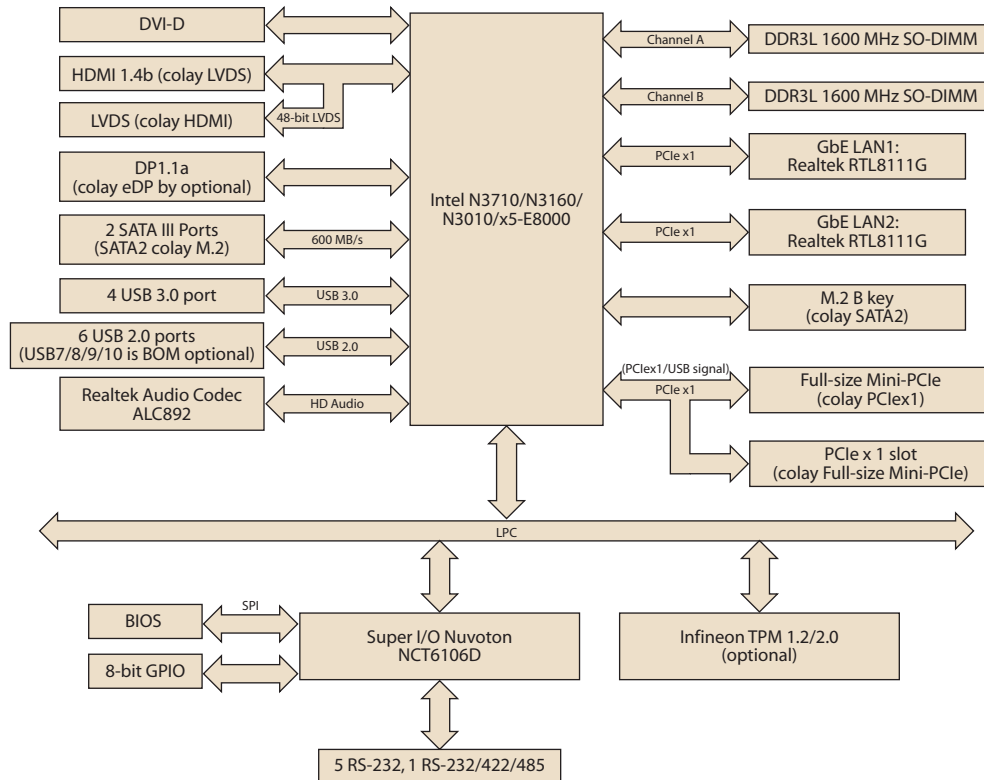 DVI-D
HDMI 1.4b (colay LVDS)
48-bit LVDS
LVDS (colay HDMI)
DP1.1a
(colay eDP by optional)
2 SATA III Ports
(SATA2 colay M.2)
600 MB/s
4 USB 3.0 port
USB 3.0
6 USB 2.0 ports
(USB7/8/9/10 is BOM optional)
USB 2.0
Realtek Audio Codec
ALC892
HD Audio
Intel N3710/N3160/
N3010/x5-E8000
Channel A
DDR3L 1600 MHz SO-DIMM
Channel B
DDR3L 1600 MHz SO-DIMM
PCIe x1
GbE LAN1:
Realtek RTL8111G
PCIe x1
GbE LAN2:
Realtek RTL8111G
M.2 B key
(colay SATA2)
(PCIex1/USB signal)
PCIe x1
Full-size Mini-PCIe
(colay PCIex1)
PCIe x 1 slot
(colay Full-size Mini-PCIe)
LPC
BIOS
SPI
8-bit GPIO
Super I/O Nuvoton
NCT6106D
Infineon TPM 1.2/2.0
(optional)
5 RS-232, 1 RS-232/422/485